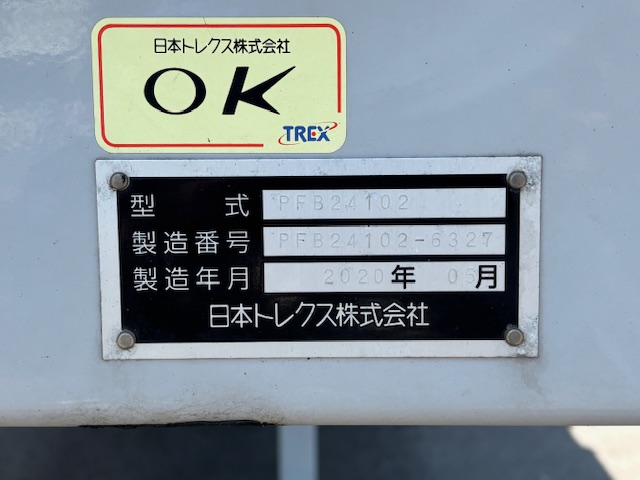 日本トレクス株式会社
OK
TREX
型 式 PFB24102
製造番号 PFB24102-6327
製造年月 2020年 05月
日本トレクス株式会社